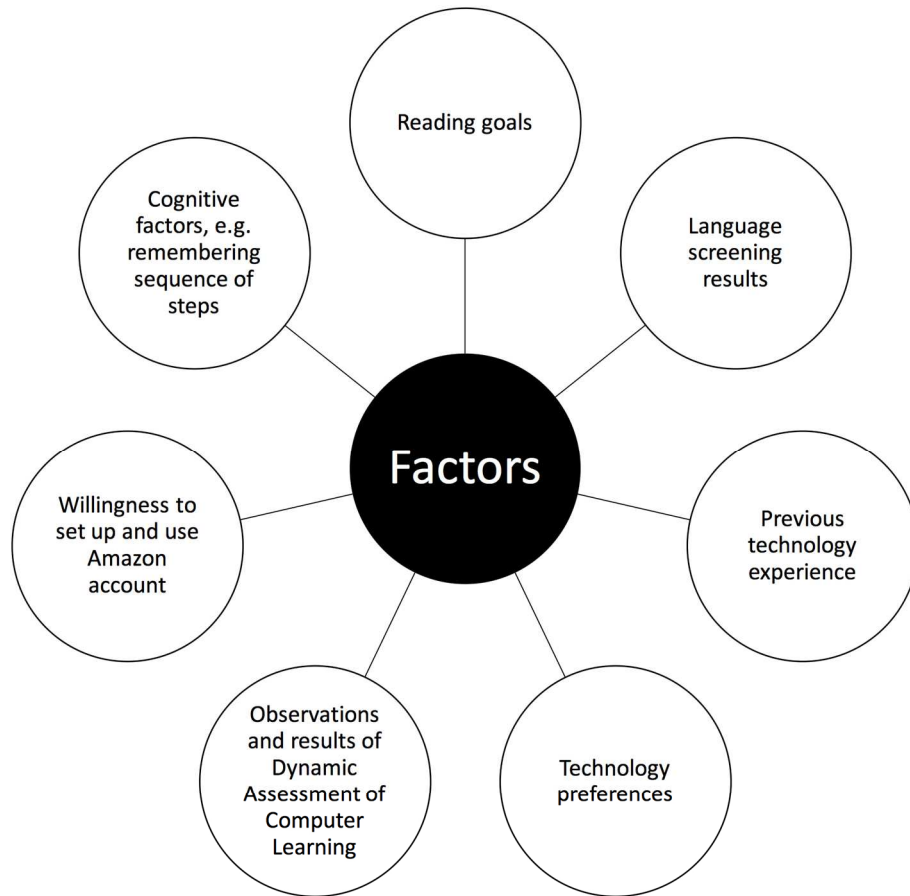 Reading goals
Language
screening
results
Previous
technology
experience
Technology
preferences
Observations
and results of
Dynamic
Assessment of
Computer
Learning
Willingness to
set up and use
Amazon
account
Cognitive
factors, e.g.
remembering
sequence of
steps
Factors